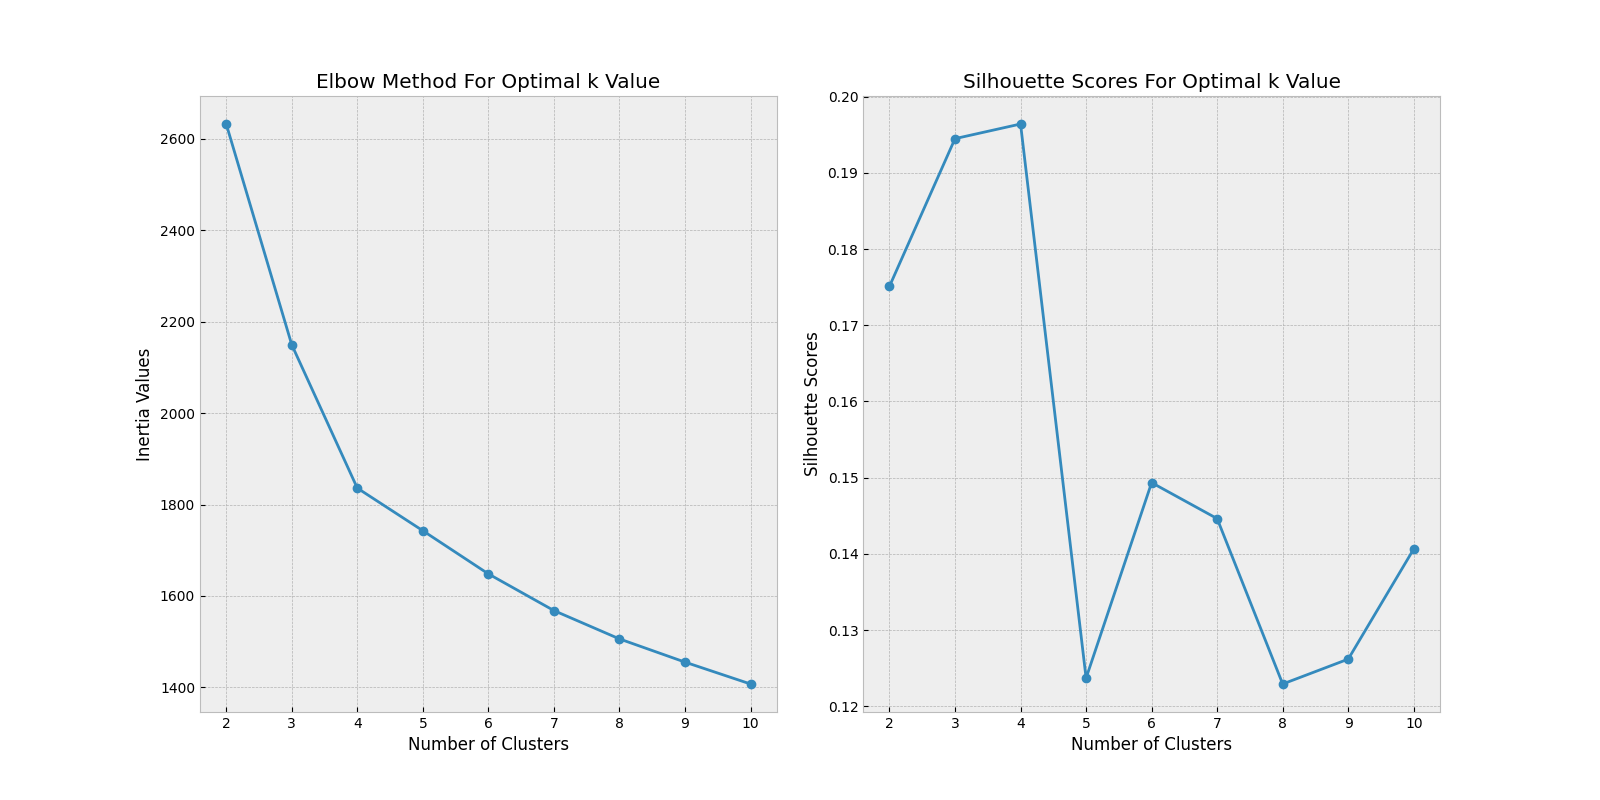 Elbow Method For Optimal k Value
2600
2400
2200
2000
1800
1600
1400
Inertia Values
2 3 4 5 6 7 8 9 10
Number of Clusters
Silhouette Scores For Optimal k Value
0.20
0.19
0.18
0.17
0.16
0.15
0.14
0.13
0.12
Silhouette Scores
2 3 4 5 6 7 8 9 10
Number of Clusters